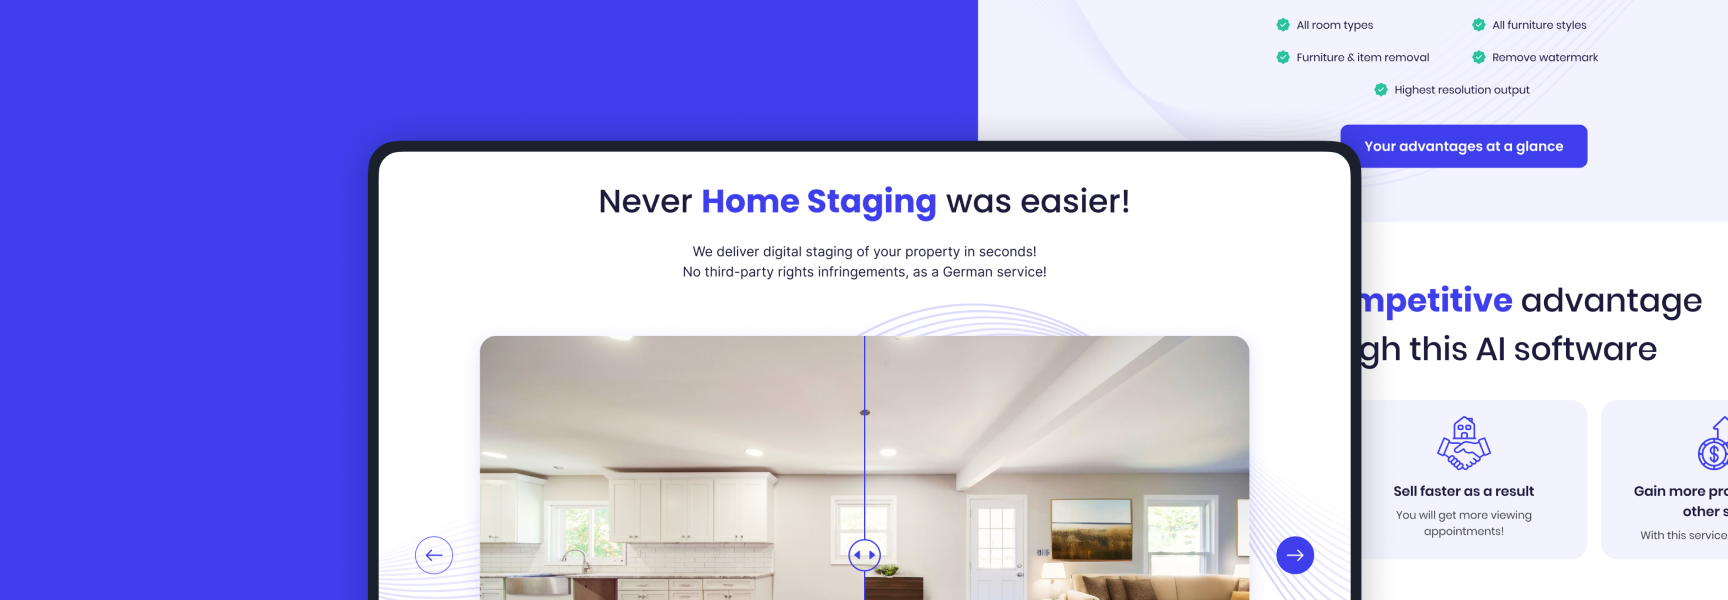 All room types
All furniture styles
Furniture & item removal
Remove watermark
Highest resolution output
Your advantages at a glance
Never Home Staging was easier!
We deliver digital staging of your property in seconds!
No third-party rights infringements, as a German service!
advantage
this AI software
Sell faster as a result
You will get more viewing
appointments!
Gain more
other
With this service